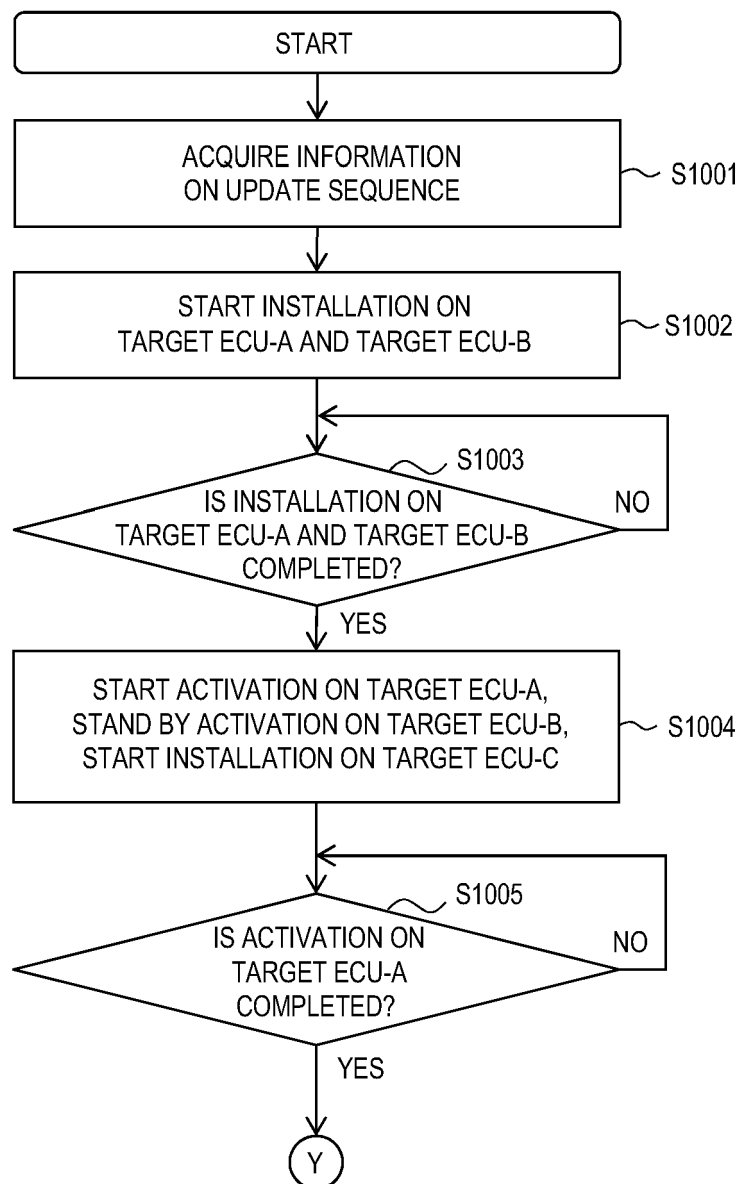 START
ACQUIRE INFORMATION
ON UPDATE SEQUENCE
S1001
START INSTALLATION ON
TARGET ECU-A AND TARGET ECU-B
S1002
S1003
IS INSTALLATION ON
TARGET ECU-A AND TARGET ECU-B
COMPLETED?
NO
YES
START ACTIVATION ON TARGET ECU-A,
STAND BY ACTIVATION ON TARGET ECU-B,
START INSTALLATION ON TARGET ECU-C
S1004
S1005
IS ACTIVATION ON
TARGET ECU-A
COMPLETED?
NO
YES
Y